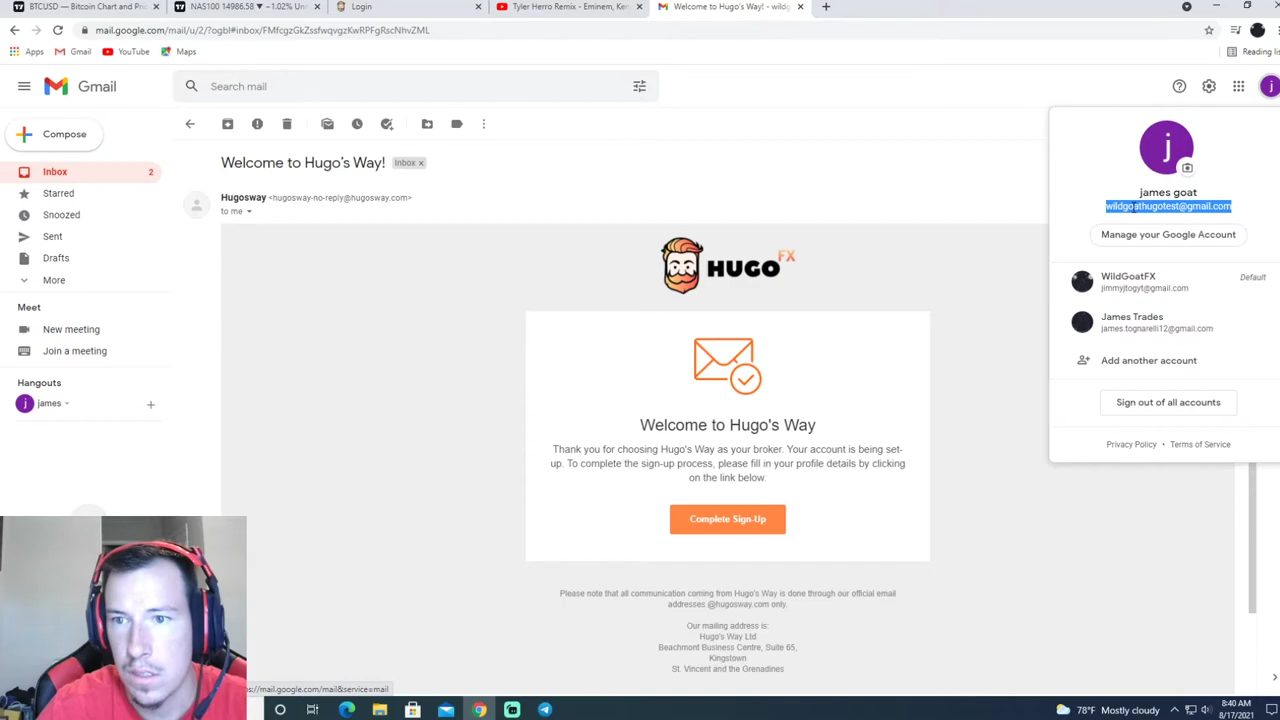 BTCUSD — Bitcoin Chart and Pri
NAS100 14986.58 ▼ −1.02% Un
Login
Tyler Herro Remix - Eminem, Ken
Welcome to Hugo's Way! - wildg
mail.google.com/mail/u/2/?ogbl#inbox/FMfcgzGkZssfwqvgzKwRPFgRscNhvZML
Apps
Gmail
YouTube
Maps
Reading list
Gmail
Search mail
j
Compose
Inbox 2
Starred
Snoozed
Sent
Drafts
More
Meet
New meeting
Join a meeting
Hangouts
j james
Welcome to Hugo's Way! Inbox x
Hugosway <hugosway-no-reply@hugosway.com>
to me
HUGO FX
Welcome to Hugo's Way
Thank you for choosing Hugo's Way as your broker. Your account is being set-
up. To complete the sign-up process, please fill in your profile details by clicking
on the link below.
Complete Sign-Up
Please note that all communication coming from Hugo's Way is done through our official email
addresses @hugosway.com only.
Our mailing address is:
Hugo's Way Ltd
Beachmont Business Centre, Suite 65,
Kingstown
St. Vincent and the Grenadines
j
james goat
wildgoathugotest@gmail.com
Manage your Google Account
WildGoatFX Default
jimmyjtogyt@gmail.com
James Trades
james.tognarelli12@gmail.com
Add another account
Sign out of all accounts
Privacy Policy • Terms of Service
s://mail.google.com/mail&service=mail
78°F Mostly cloudy
8:40 AM
8/17/2021